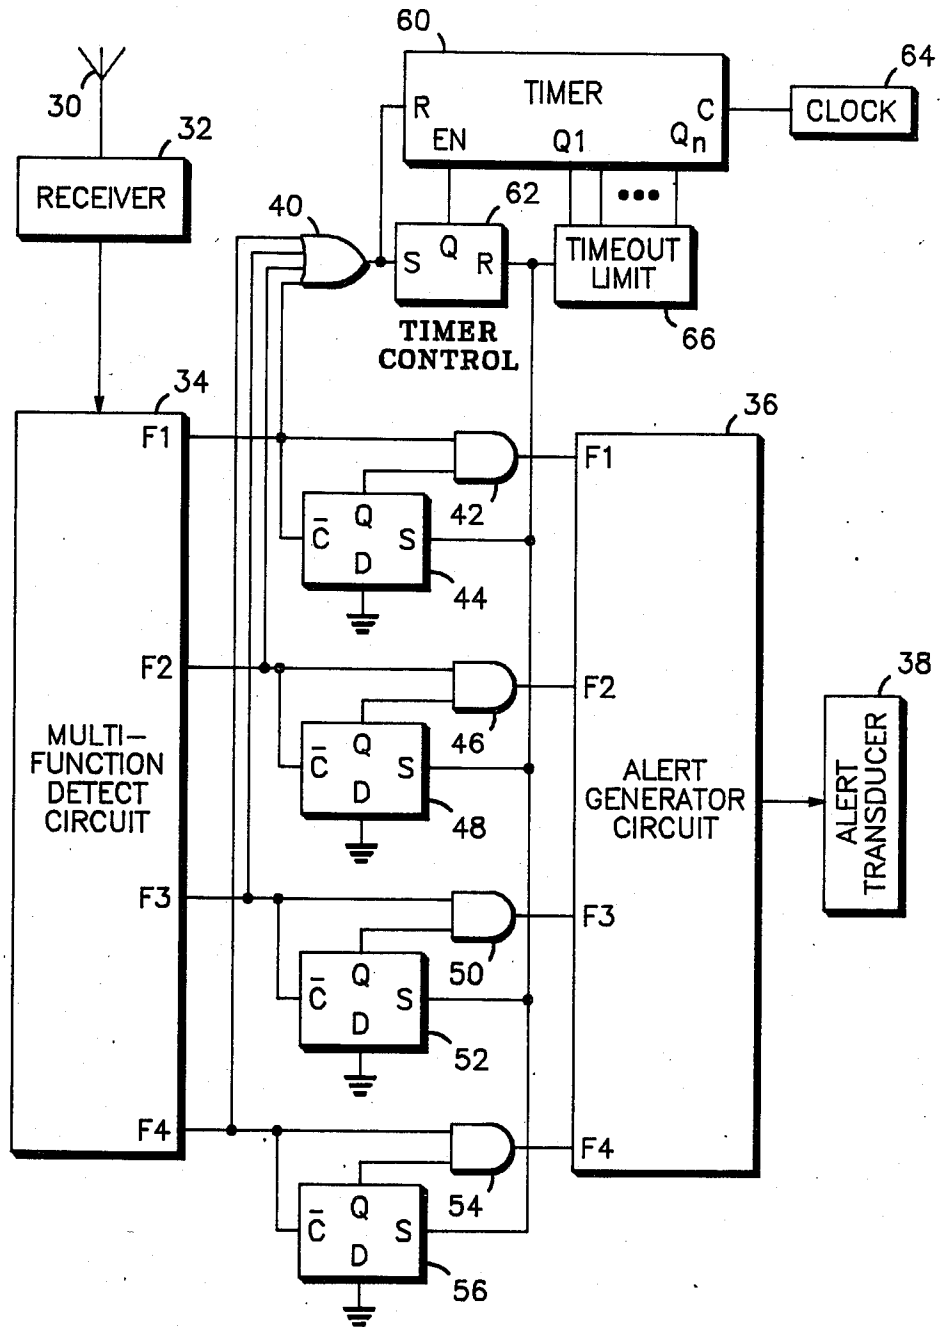 60
64
TIMER
R
C
CLOCK
EN
Q1
Qn
30
32
RECEIVER
40
62
S
Q
R
TIMEOUT
LIMIT
TIMER
CONTROL
66
34
36
F1
F1
42
C̅
Q
S
D
44
F2
F2
38
46
MULTI-
FUNCTION
DETECT
CIRCUIT
C̅
Q
S
D
48
ALERT
GENERATOR
CIRCUIT
ALERT
TRANSDUCER
F3
F3
50
C̅
Q
S
D
52
F4
F4
54
C̅
Q
S
D
56